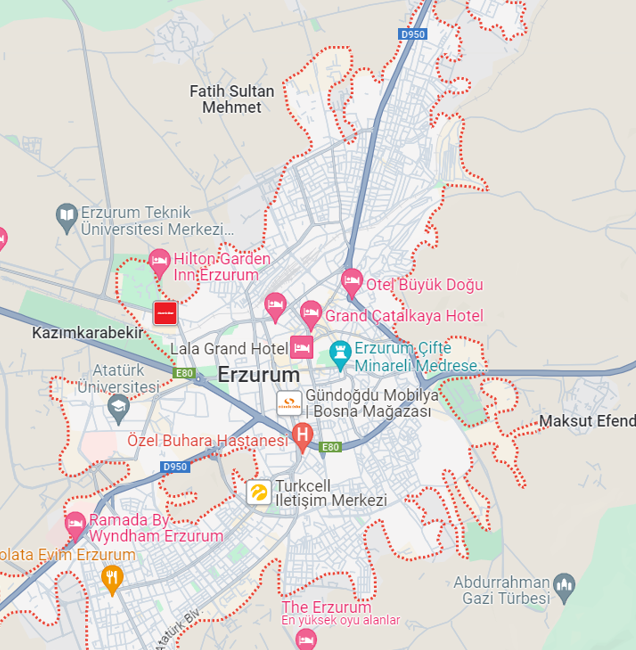 D950
Fatih Sultan
Mehmet
Erzurum Teknik
Üniversitesi Merkezi...
Hilton Garden
Inn Erzurum
Otel Büyük Doğu
Grand Çatalkaya Hotel
Kazımkarabekir
Lala Grand Hotel
Erzurum Çifte
Minareli Medrese...
E80
Erzurum
Atatürk
Üniversitesi
Gündoğdu Mobilya
| Bosna Mağazası
Maksut Efend
Özel Buhara Hastanesi
H
E80
D950
Turkcell
İletişim Merkezi
Ramada By
Wyndham Erzurum
olata Evim Erzurum
Abdurrahman
Gazi Türbesi
Atatürk Blv.
The Erzurum
En yüksek oyu alanlar